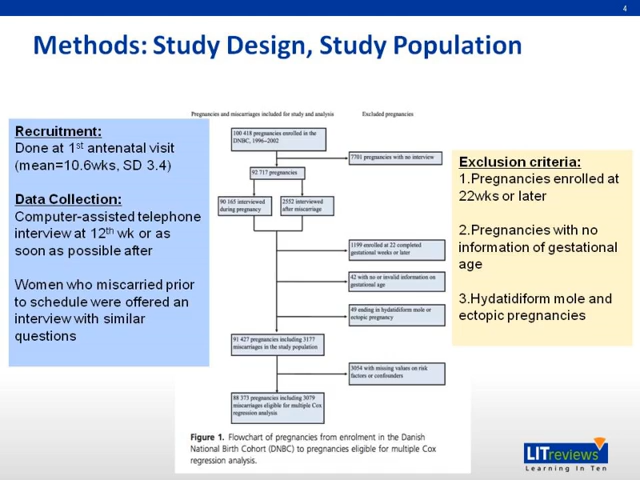 4
Methods: Study Design, Study Population
Recruitment:
Done at 1st antenatal visit
(mean=10.6wks, SD 3.4)
Data Collection:
Computer-assisted telephone
interview at 12th wk or as
soon as possible after
Women who miscarried prior
to schedule were offered an
interview with similar
questions
Pregnancies and miscarriages included for study and analysis
Excluded pregnancies
100 418 pregnancies enrolled in the
DNBC, 1996–2002
7701 pregnancies with no interview
92 717 pregnancies
90 165 interviewed
during pregnancy
2552 interviewed
after miscarriage
1199 enrolled at 22 completed
gestational weeks or later
42 with no or invalid information on
gestational age
49 ending in hydatidiform mole or
ectopic pregnancy
91 427 pregnancies including 3177
miscarriages in the study population
3054 with missing values on risk
factors or confounders
88 373 pregnancies including 3079
miscarriages eligible for multiple Cox
regression analysis
Figure 1. Flowchart of pregnancies from enrolment in the Danish
National Birth Cohort (DNBC) to pregnancies eligible for multiple Cox
regression analysis.
Exclusion criteria:
1.Pregnancies enrolled at
22wks or later
2.Pregnancies with no
information of gestational
age
3.Hydatidiform mole and
ectopic pregnancies
LITreviews
Learning In Ten